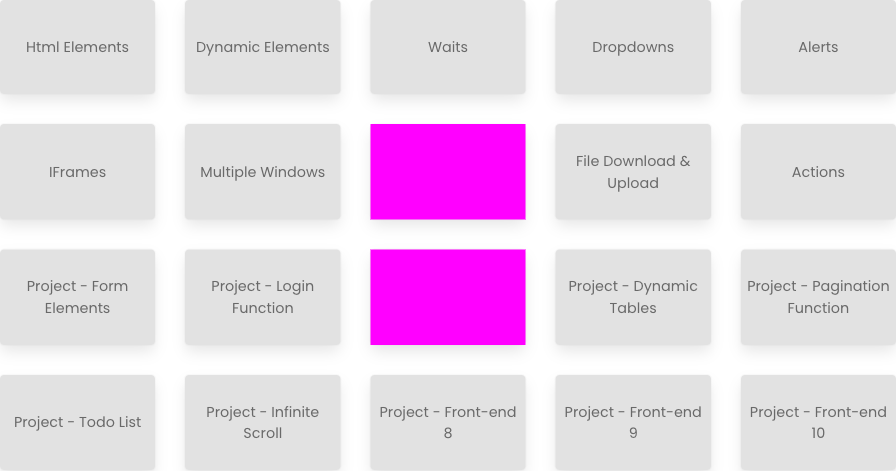 Html Elements
Dynamic Elements
Waits
Dropdowns
Alerts
IFrames
Multiple Windows
File Download &
Upload
Actions
Project - Form
Elements
Project - Login
Function
Project - Dynamic
Tables
Project - Pagination
Function
Project - Todo List
Project - Infinite
Scroll
Project - Front-end
8
Project - Front-end
9
Project - Front-end
10